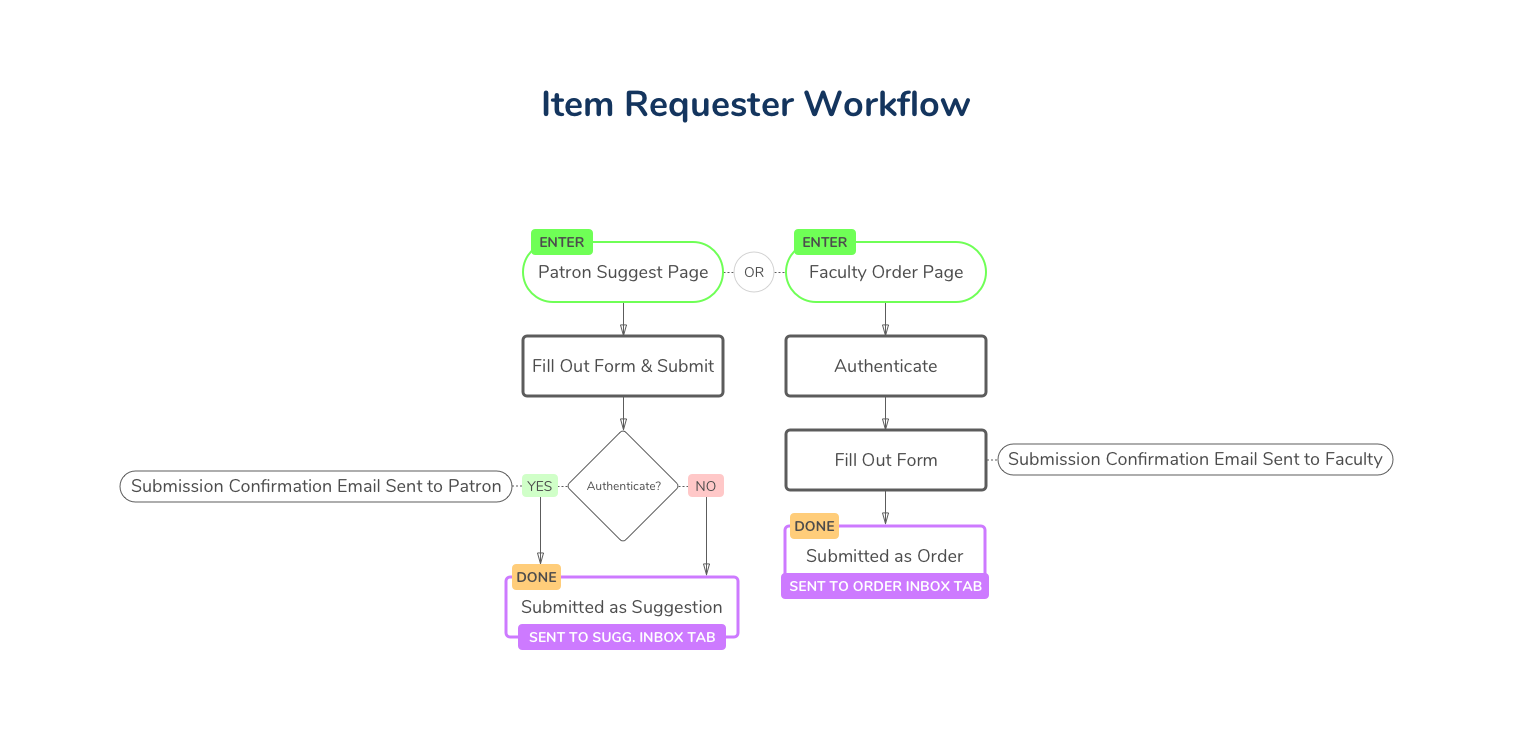 Item Requester Workflow
ENTER
Patron Suggest Page
OR
ENTER
Faculty Order Page
Fill Out Form & Submit
Authenticate
Submission Confirmation Email Sent to Patron
YES
Authenticate?
NO
Fill Out Form
Submission Confirmation Email Sent to Faculty
DONE
Submitted as Suggestion
SENT TO SUGG. INBOX TAB
DONE
Submitted as Order
SENT TO ORDER INBOX TAB